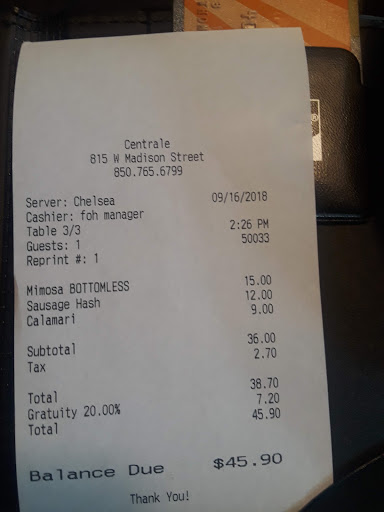 Centrale
815 W Madison Street
850.765.6799
Server: Chelsea 09/16/2018
Cashier: foh manager
Table 3/3 2:26 PM
Guests: 1 50033
Reprint #: 1
Mimosa BOTTOMLESS 15.00
Sausage Hash 12.00
Calamari 9.00
Subtotal 36.00
Tax 2.70
Total 38.70
Gratuity 20.00% 7.20
Total 45.90
Balance Due $45.90
Thank You!